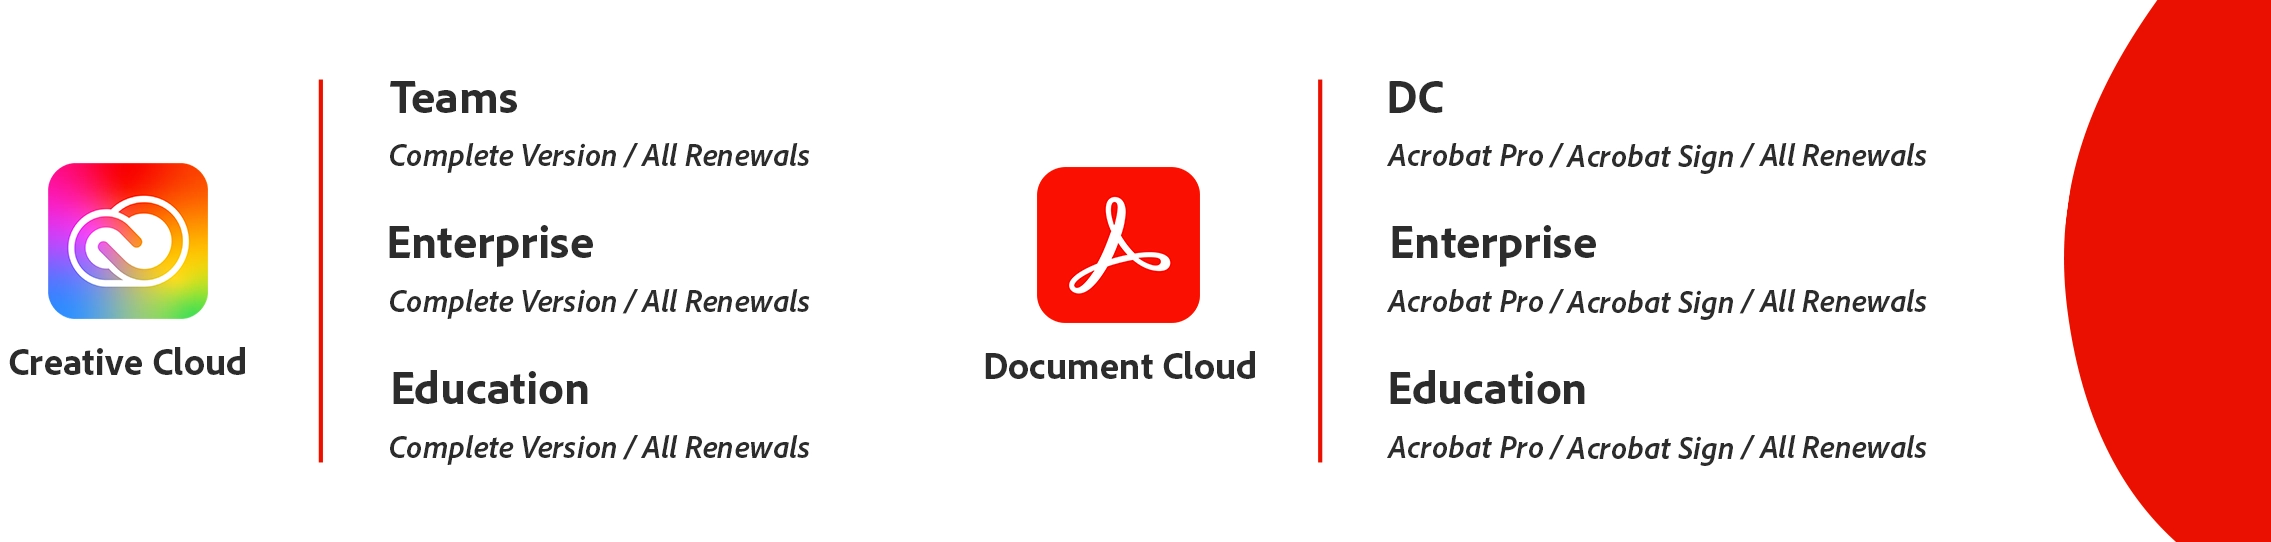 Creative Cloud
Teams
Complete Version / All Renewals
Enterprise
Complete Version / All Renewals
Education
Complete Version / All Renewals
Document Cloud
DC
Acrobat Pro / Acrobat Sign / All Renewals
Enterprise
Acrobat Pro / Acrobat Sign / All Renewals
Education
Acrobat Pro / Acrobat Sign / All Renewals